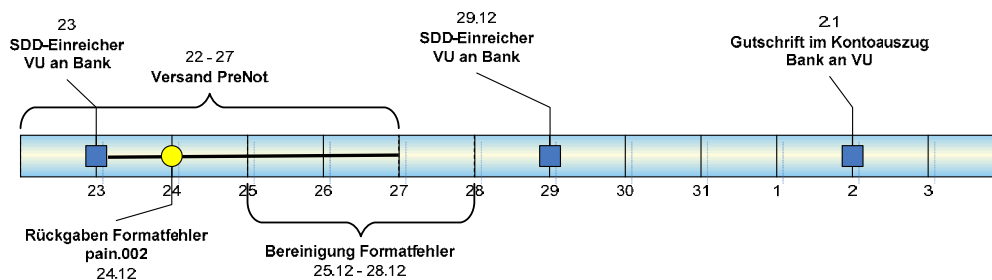 23
SDD-Einreicher
VU an Bank
22 - 27
Versand PreNot.
29.12
SDD-Einreicher
VU an Bank
2.1
Gutschrift im Kontoauszug
Bank an VU
23 24 25 26 27 28 29 30 31 1 2 3
Rückgaben Formatfehler
pain.002
24.12
Bereinigung Formatfehler
25.12 - 28.12